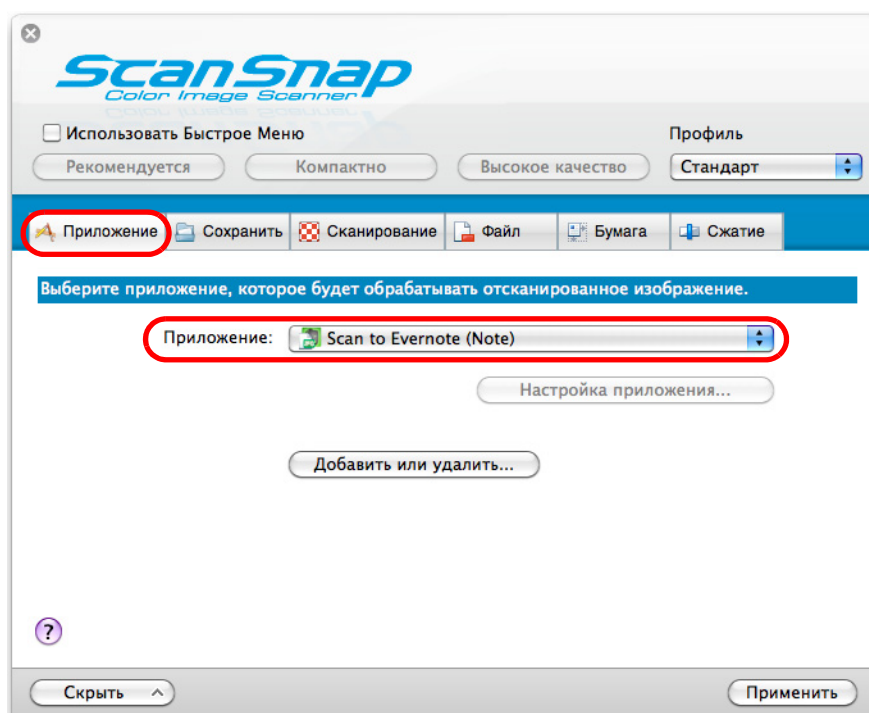 ScanSnap
Color Image Scanner
Использовать Быстрое Меню
Профиль
Рекомендуется Компактно Высокое качество Стандарт
Приложение Сохранить Сканирование Файл Бумага Сжатие
Выберите приложение, которое будет обрабатывать отсканированное изображение.
Приложение: Scan to Evernote (Note)
Настройка приложения...
Добавить или удалить...
?
Скрыть Применить